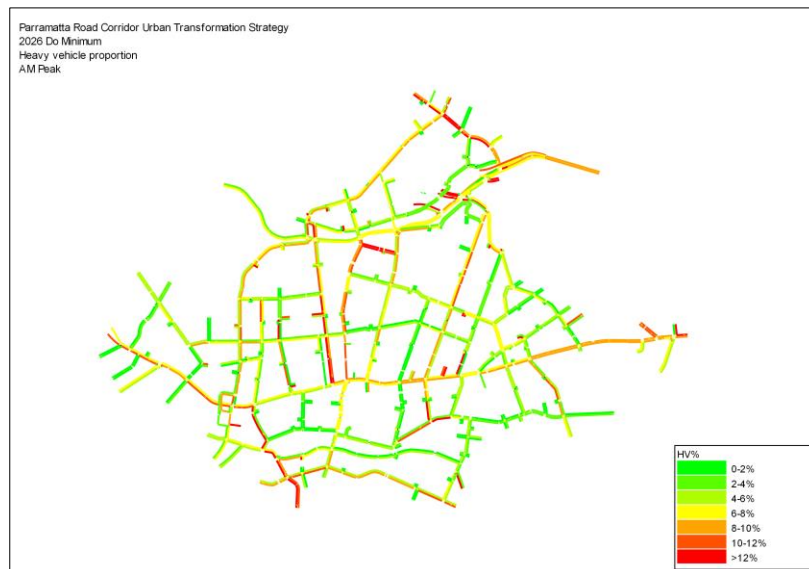 Parramatta Road Corridor Urban Transformation Strategy
2026 Do Minimum
Heavy vehicle proportion
AM Peak
HV%
0-2%
2-4%
4-6%
6-8%
8-10%
10-12%
>12%